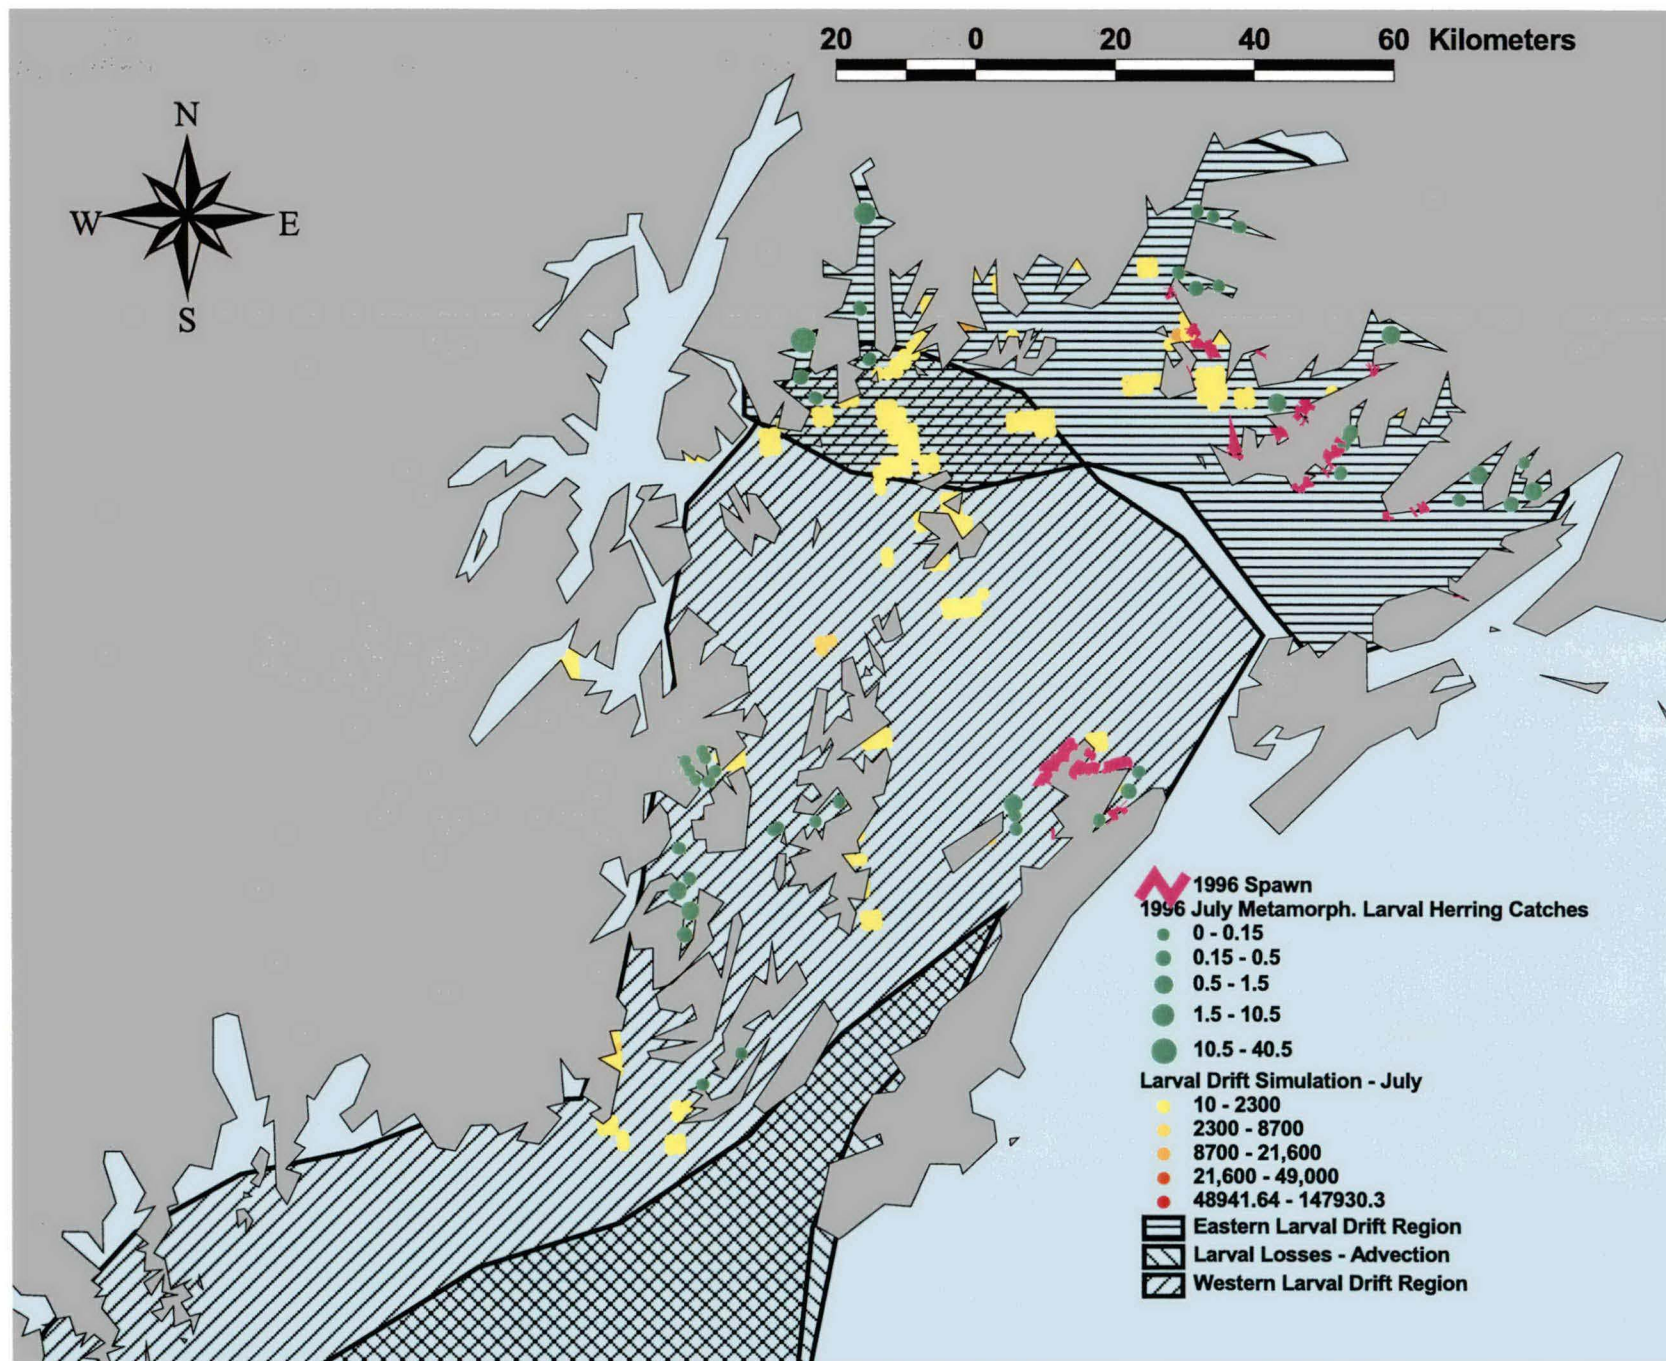 20 0 20 40 60 Kilometers
N
W E
S
1996 Spawn
1996 July Metamorph. Larval Herring Catches
0 - 0.15
0.15 - 0.5
0.5 - 1.5
1.5 - 10.5
10.5 - 40.5
Larval Drift Simulation - July
10 - 2300
2300 - 8700
8700 - 21,600
21,600 - 49,000
48941.64 - 147930.3
Eastern Larval Drift Region
Larval Losses - Advection
Western Larval Drift Region